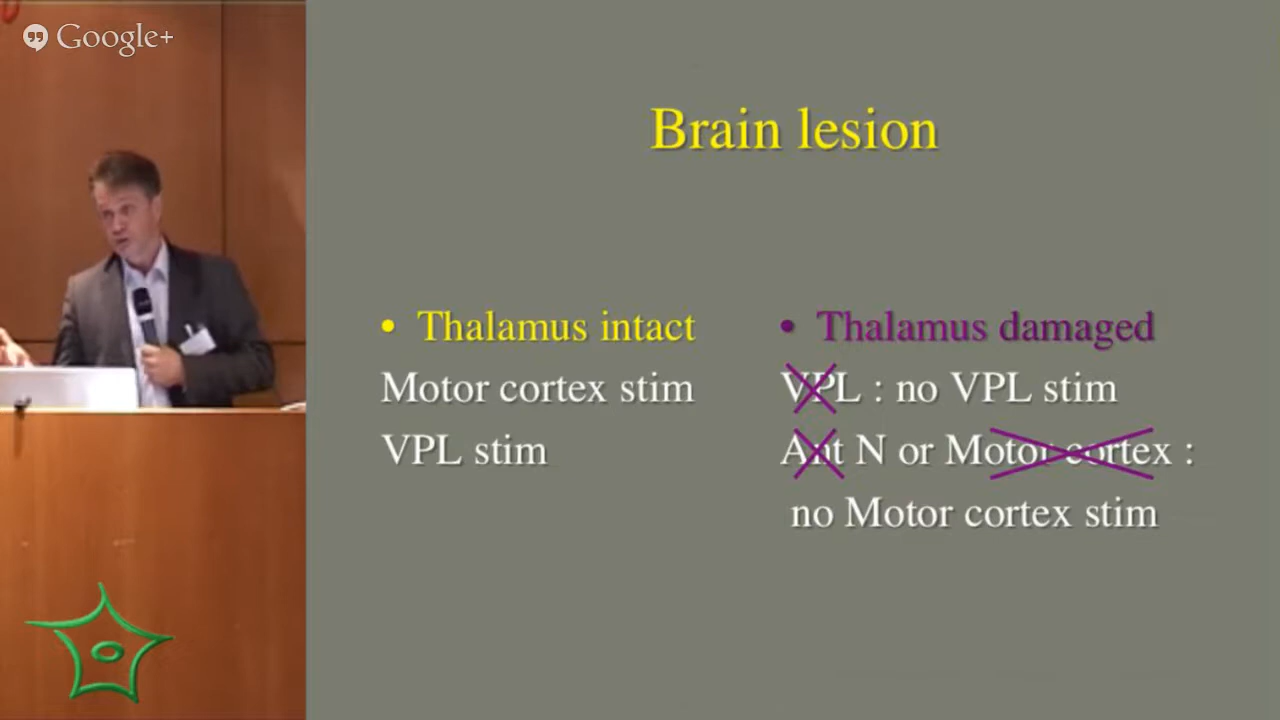 Google+
Brain lesion
• Thalamus intact
Motor cortex stim
VPL stim
• Thalamus damaged
VPL : no VPL stim
Ant N or Motor cortex :
no Motor cortex stim